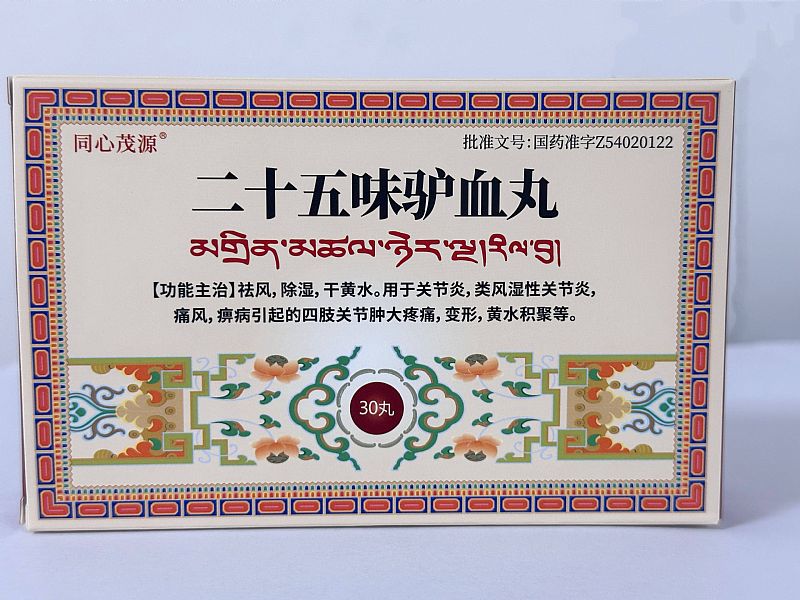 同心茂源®
批准文号：国药准字Z54020122
二十五味驴血丸
མགྲིན་མཚལ་ཉེར་ལྔ།རིལ་བུ།
【功能主治】祛风，除湿，干黄水。用于关节炎，类风湿性关节炎，
痛风，痹病引起的四肢关节肿大疼痛，变形，黄水积聚等。
30丸